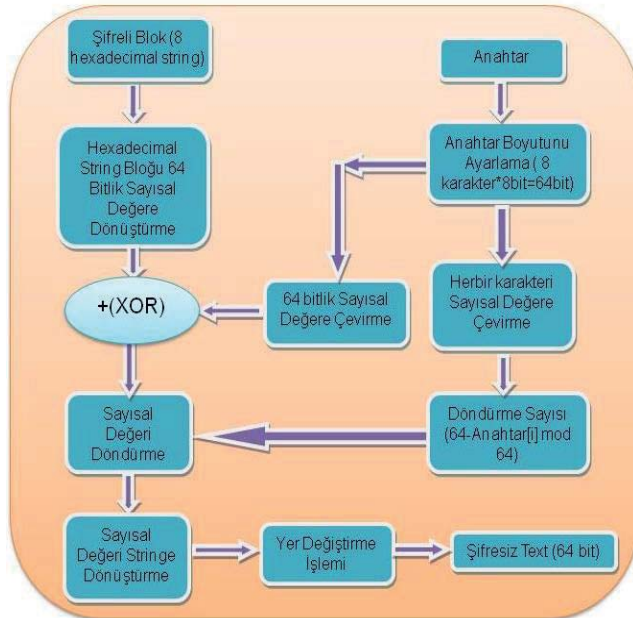 Şifreli Blok (8
hexadecimal string)
Anahtar
Hexadecimal
String Bloğu 64
Bitlik Sayısal
Değere
Dönüştürme
Anahtar Boyutunu
Ayarlama ( 8
karakter*8bit=64bit)
+(XOR)
64 bitlik Sayısal
Değere Çevirme
Herbir karakteri
Sayısal Değere
Çevirme
Sayısal
Değeri
Döndürme
Döndürme Sayısı
(64-Anahtar[i] mod
64)
Sayısal
Değeri Stringe
Dönüştürme
Yer Değiştirme
İşlemi
Şifresiz Text (64 bit)